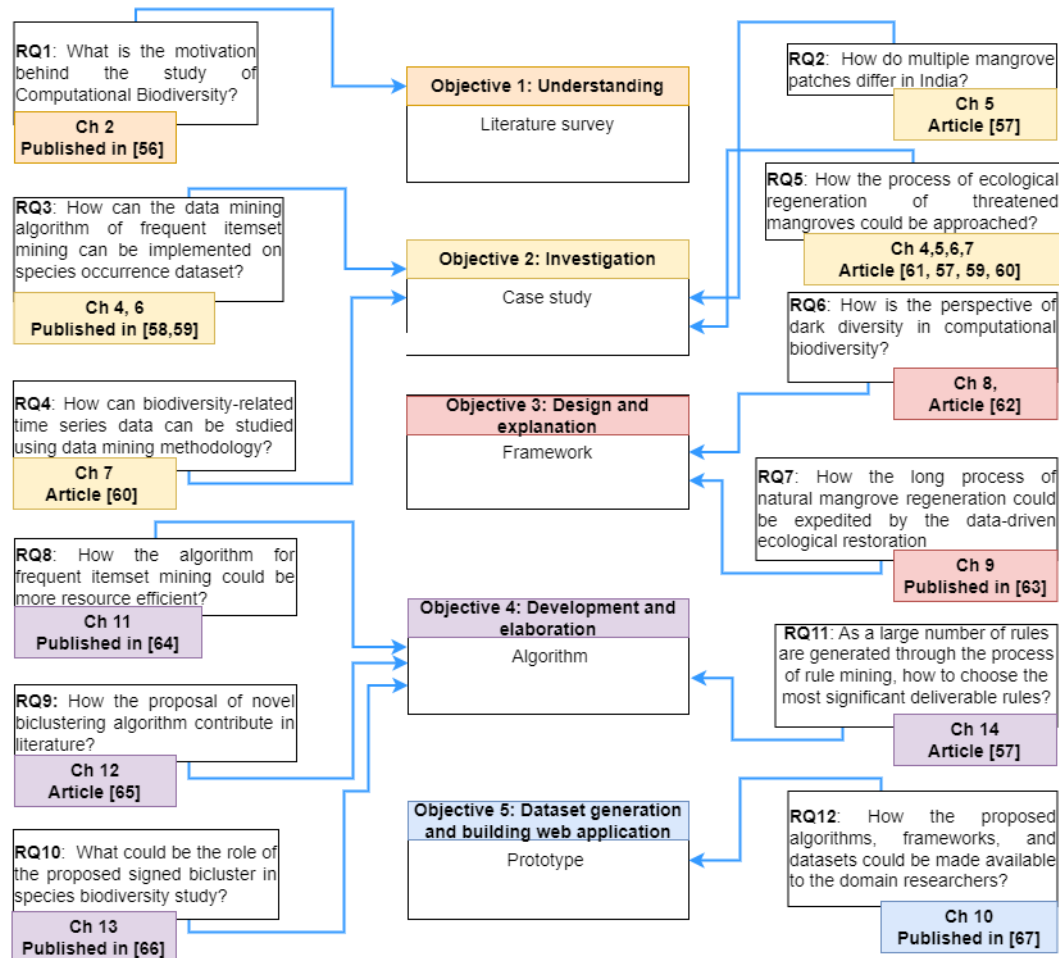 RQ1: What is the motivation
behind the study of
Computational Biodiversity?
Ch 2
Published in [56]
Objective 1: Understanding
Literature survey
RQ2: How do multiple mangrove
patches differ in India?
Ch 5
Article [57]
RQ3: How can the data mining
algorithm of frequent itemset
mining can be implemented on
species occurrence dataset?
Ch 4, 6
Published in [58,59]
Objective 2: Investigation
Case study
RQ5: How the process of ecological
regeneration of threatened
mangroves could be approached?
Ch 4,5,6,7
Article [61, 57, 59, 60]
RQ6: How is the perspective of
dark diversity in computational
biodiversity?
Ch 8,
Article [62]
RQ4: How can biodiversity-related
time series data can be studied
using data mining methodology?
Ch 7
Article [60]
Objective 3: Design and
explanation
Framework
RQ7: How the long process of
natural mangrove regeneration could
be expedited by the data-driven
ecological restoration
Ch 9
Published in [63]
RQ8: How the algorithm for
frequent itemset mining could be
more resource efficient?
Ch 11
Published in [64]
Objective 4: Development and
elaboration
Algorithm
RQ11: As a large number of rules
are generated through the process
of rule mining, how to choose the
most significant deliverable rules?
Ch 14
Article [57]
RQ9: How the proposal of novel
biclustering algorithm contribute in
literature?
Ch 12
Article [65]
Objective 5: Dataset generation
and building web application
Prototype
RQ12: How the proposed
algorithms, frameworks, and
datasets could be made available
to the domain researchers?
Ch 10
Published in [67]
RQ10: What could be the role of
the proposed signed bicluster in
species biodiversity study?
Ch 13
Published in [66]